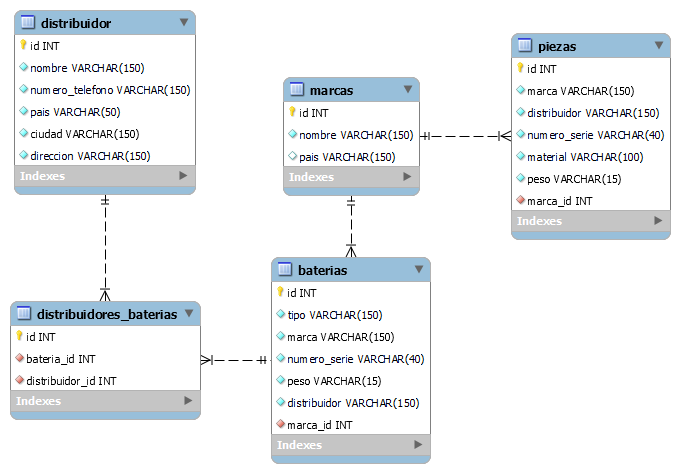 distribuidor
id INT
nombre VARCHAR(150)
numero_telefono VARCHAR(150)
pais VARCHAR(50)
ciudad VARCHAR(150)
direccion VARCHAR(150)
Indexes
marcas
id INT
nombre VARCHAR(150)
pais VARCHAR(150)
Indexes
piezas
id INT
marca VARCHAR(150)
distribuidor VARCHAR(150)
numero_serie VARCHAR(40)
material VARCHAR(100)
peso VARCHAR(15)
marca_id INT
Indexes
distribuidores_baterias
id INT
bateria_id INT
distribuidor_id INT
Indexes
baterias
id INT
tipo VARCHAR(150)
marca VARCHAR(150)
numero_serie VARCHAR(40)
peso VARCHAR(15)
distribuidor VARCHAR(150)
marca_id INT
Indexes